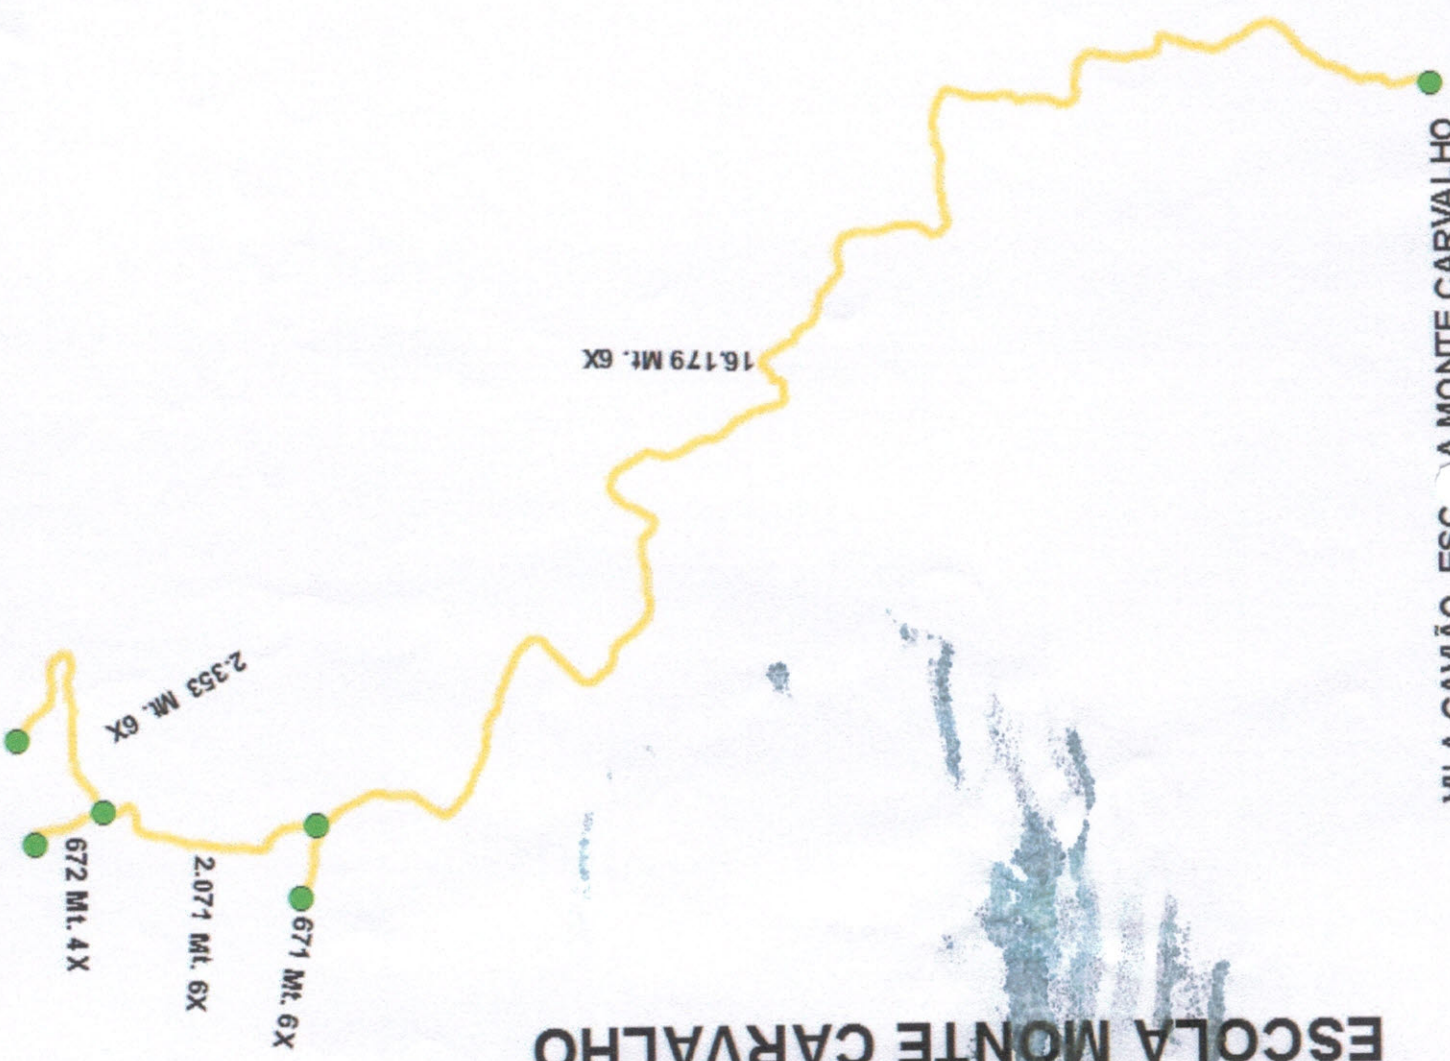 ESCOLA MONTE CARVALHO
671 Mt. 6X
2.071 Mt. 6X
672 Mt. 4X
2.353 Mt. 6X
16.179 Mt. 6X
MONTE CARVALHO